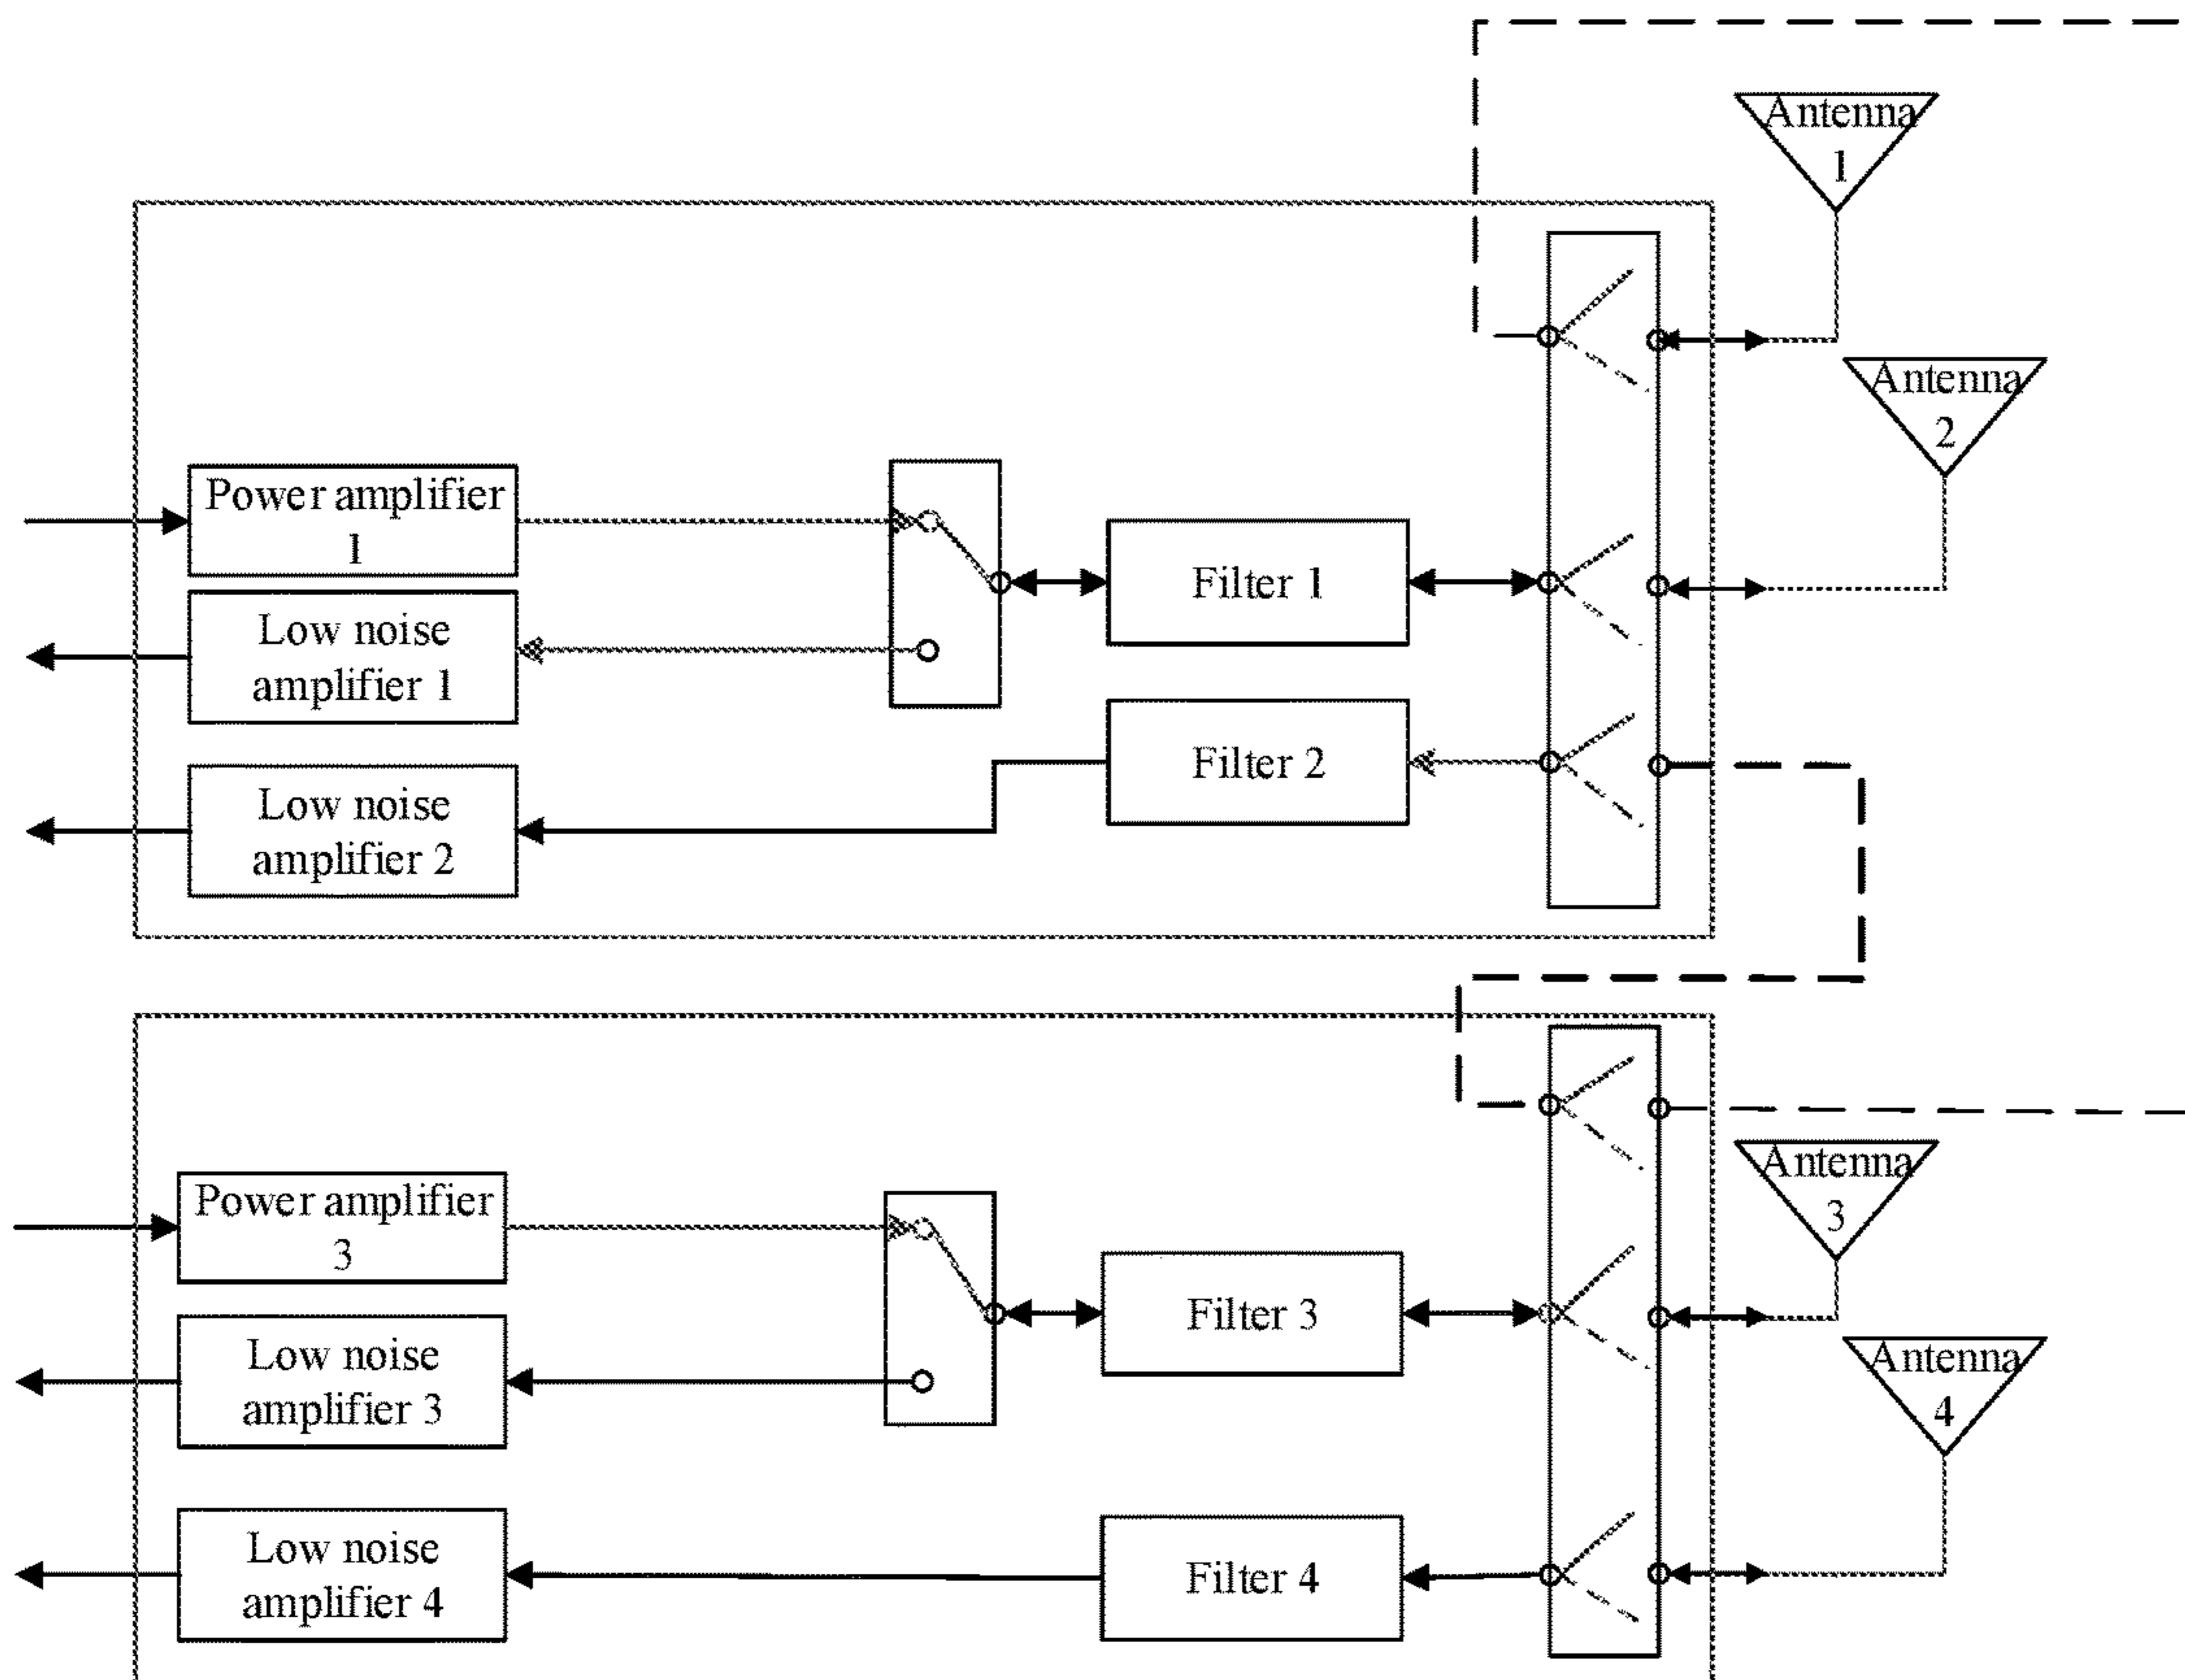 Antenna
1
Antenna
2
Power amplifier
1
Filter 1
Low noise
amplifier 1
Filter 2
Low noise
amplifier 2
Antenna
3
Power amplifier
3
Filter 3
Low noise
amplifier 3
Antenna
4
Low noise
amplifier 4
Filter 4